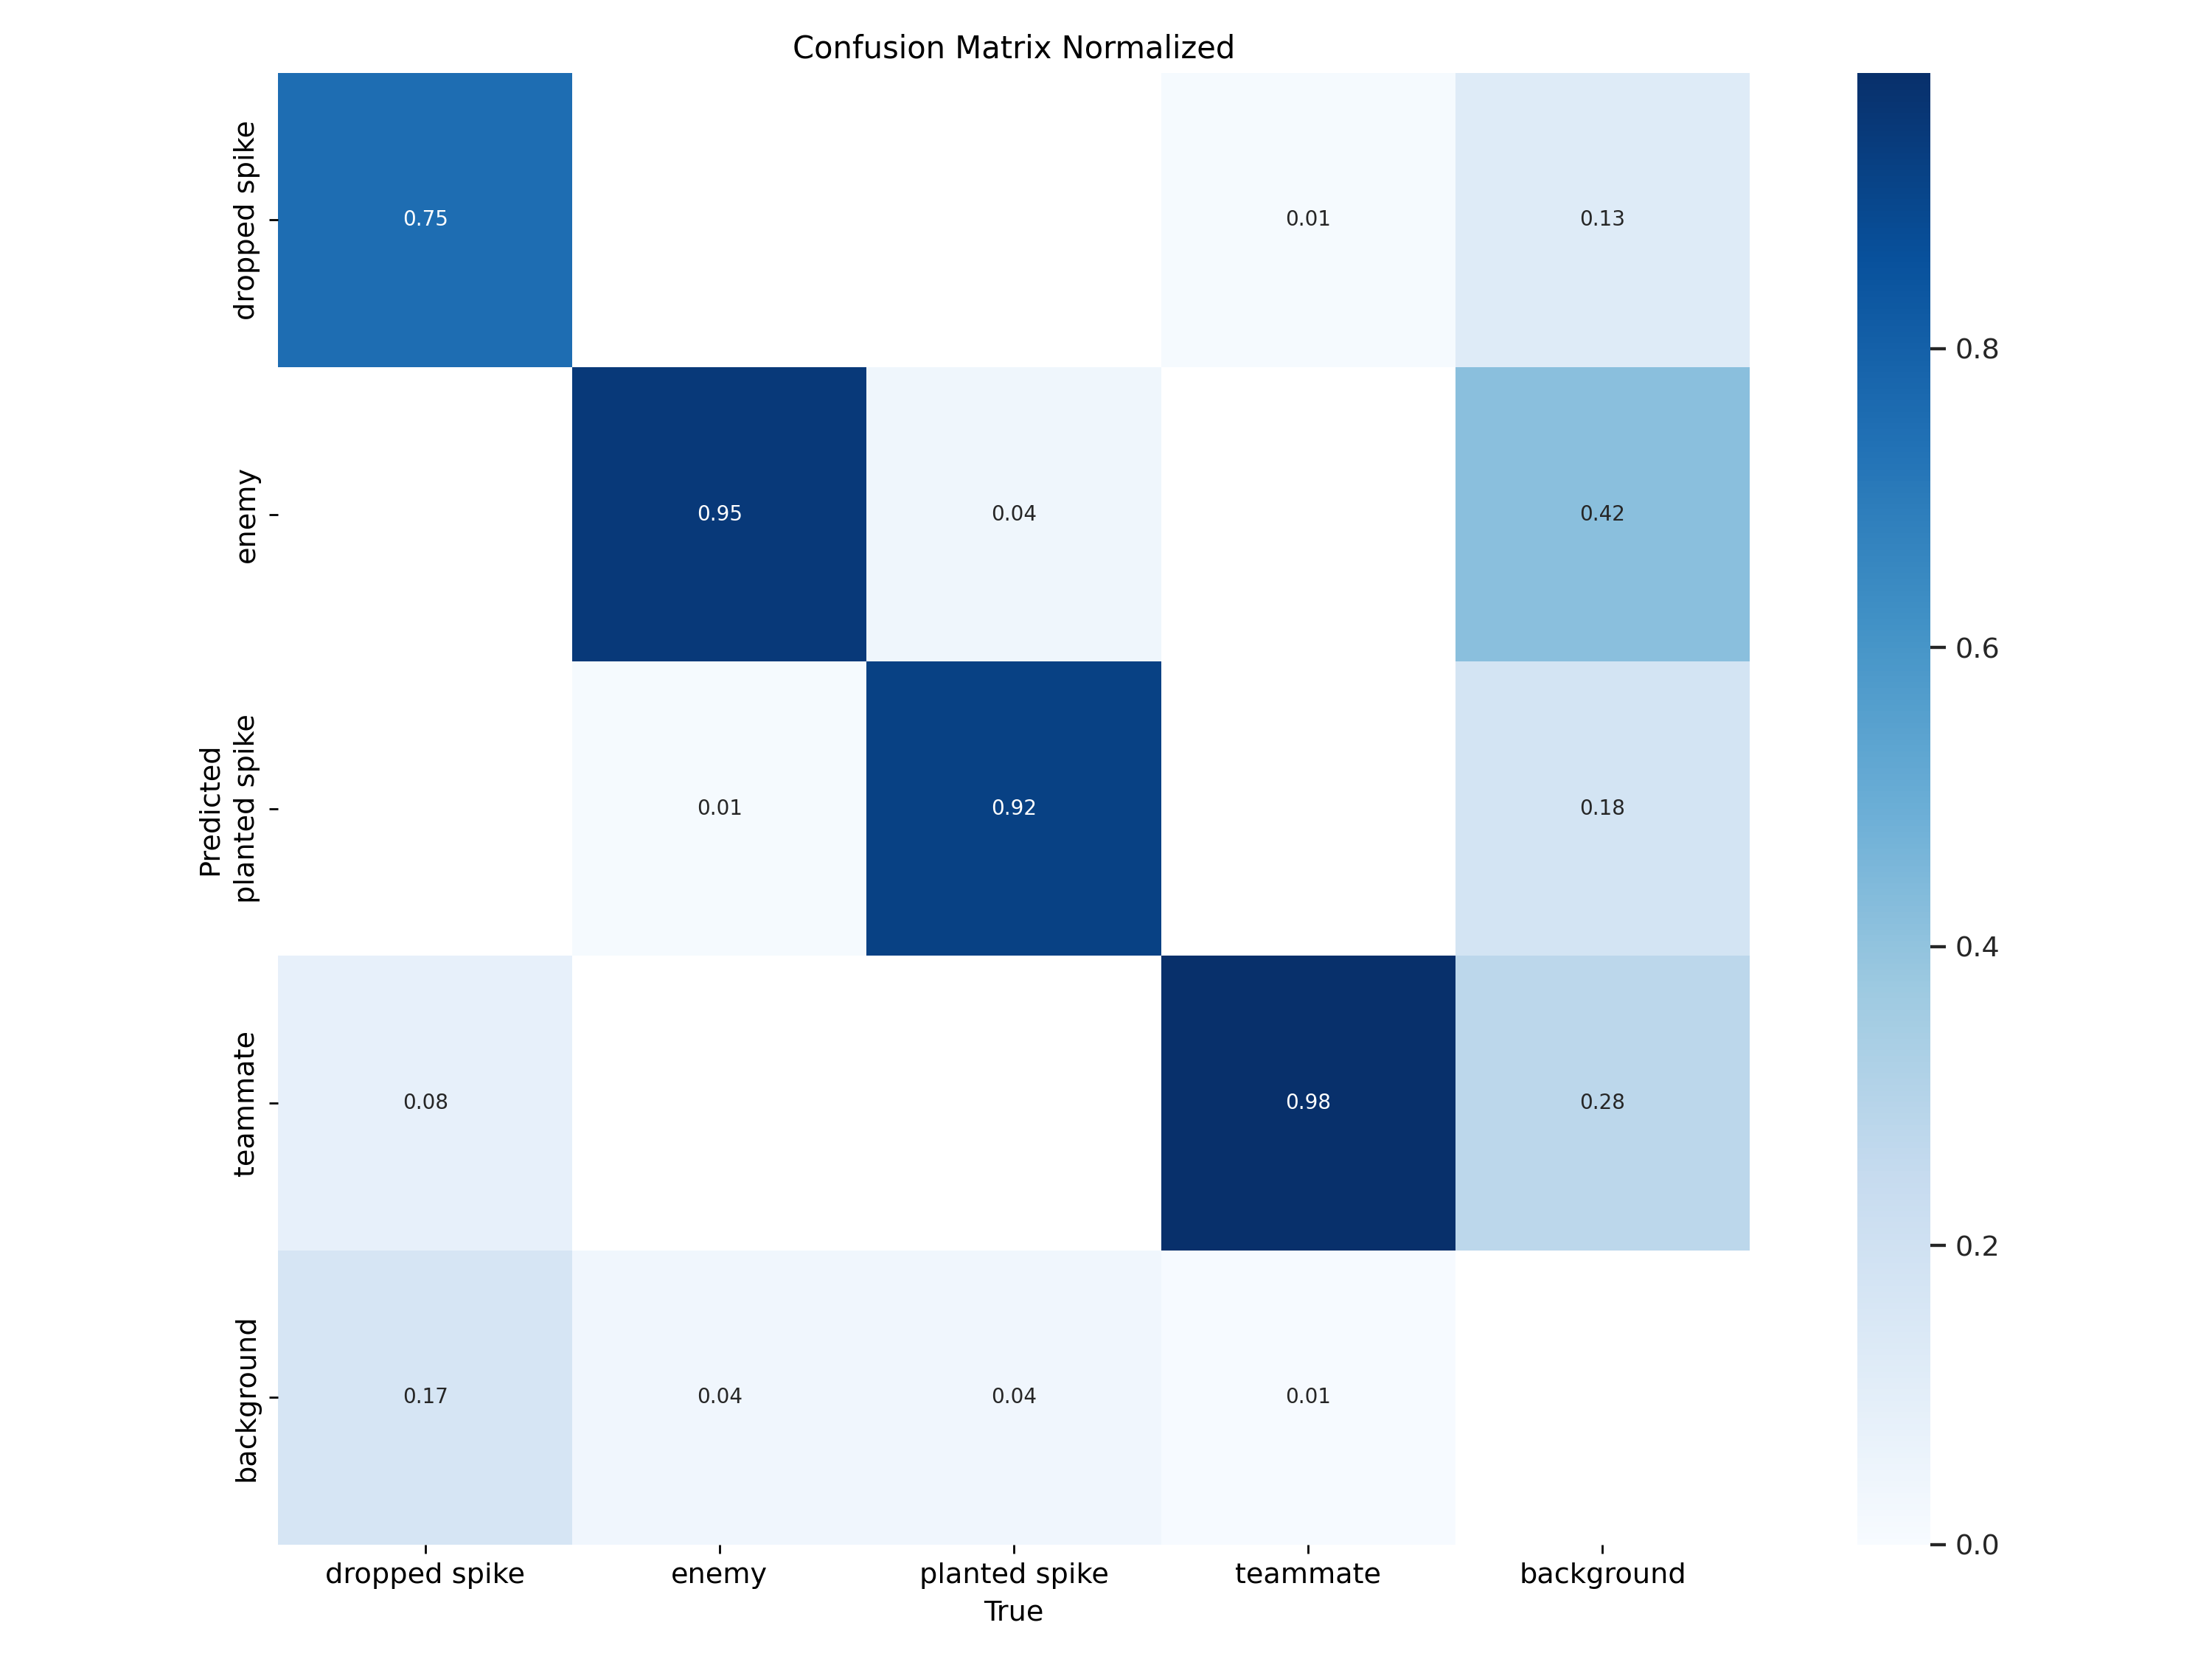 Confusion Matrix Normalized
dropped spike
0.75
0.01
0.13
enemy
0.95
0.04
0.42
Predicted
planted spike
0.01
0.92
0.18
teammate
0.08
0.98
0.28
background
0.17
0.04
0.04
0.01
dropped spike
enemy
planted spike
teammate
background
True
0.8
0.6
0.4
0.2
0.0